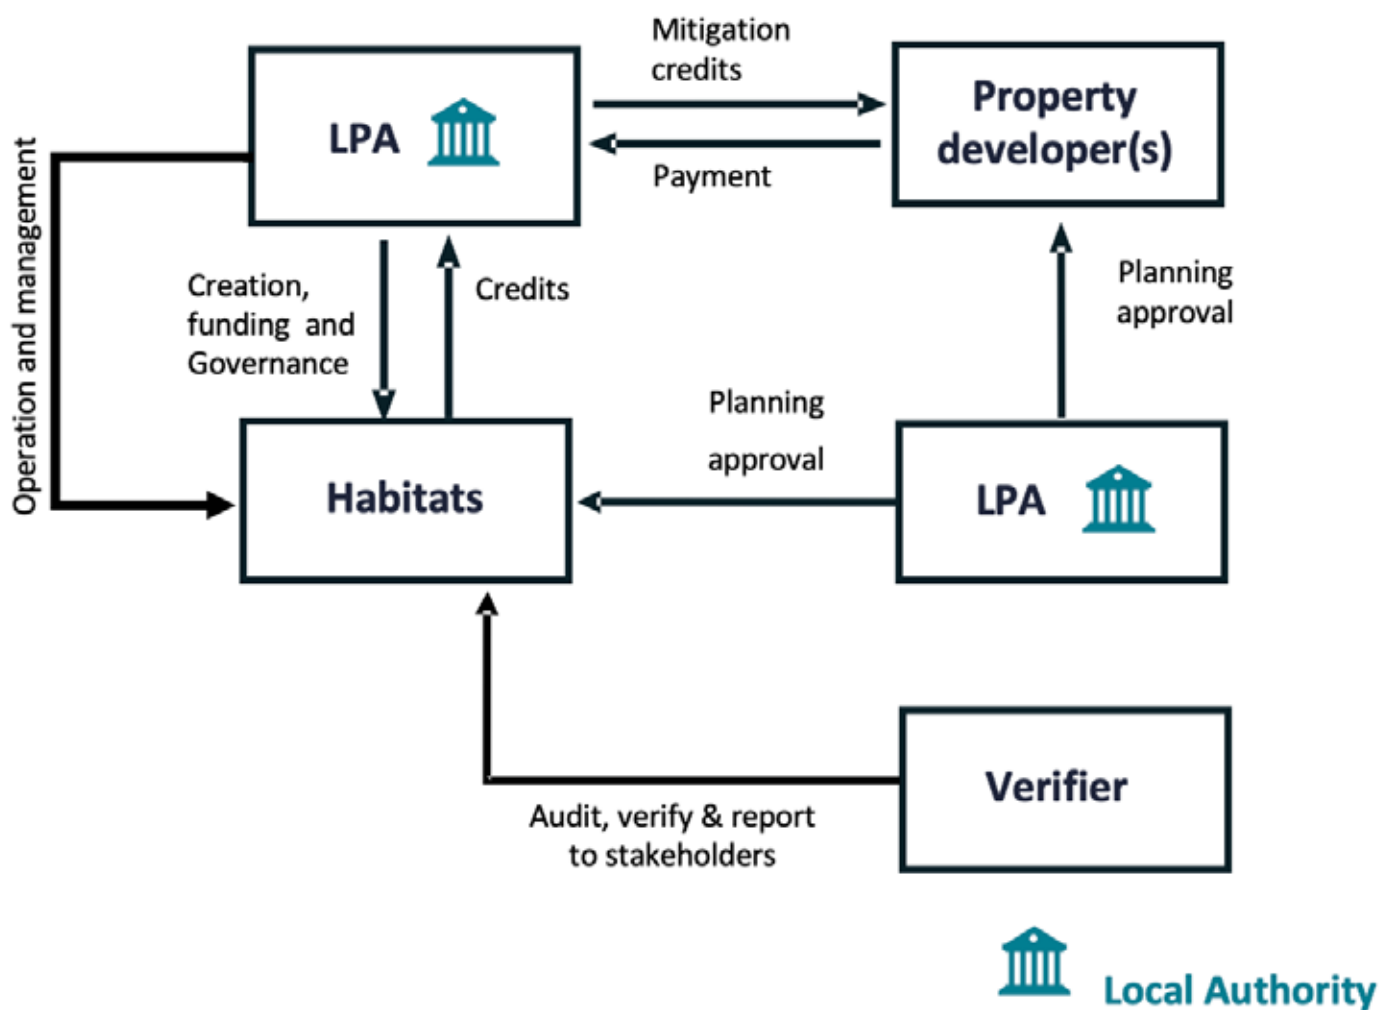 Mitigation
credits
LPA
Property
developer(s)
Payment
Operation and management
Creation,
funding and
Governance
Credits
Planning
approval
Planning
approval
Habitats
LPA
Verifier
Audit, verify & report
to stakeholders
Local Authority